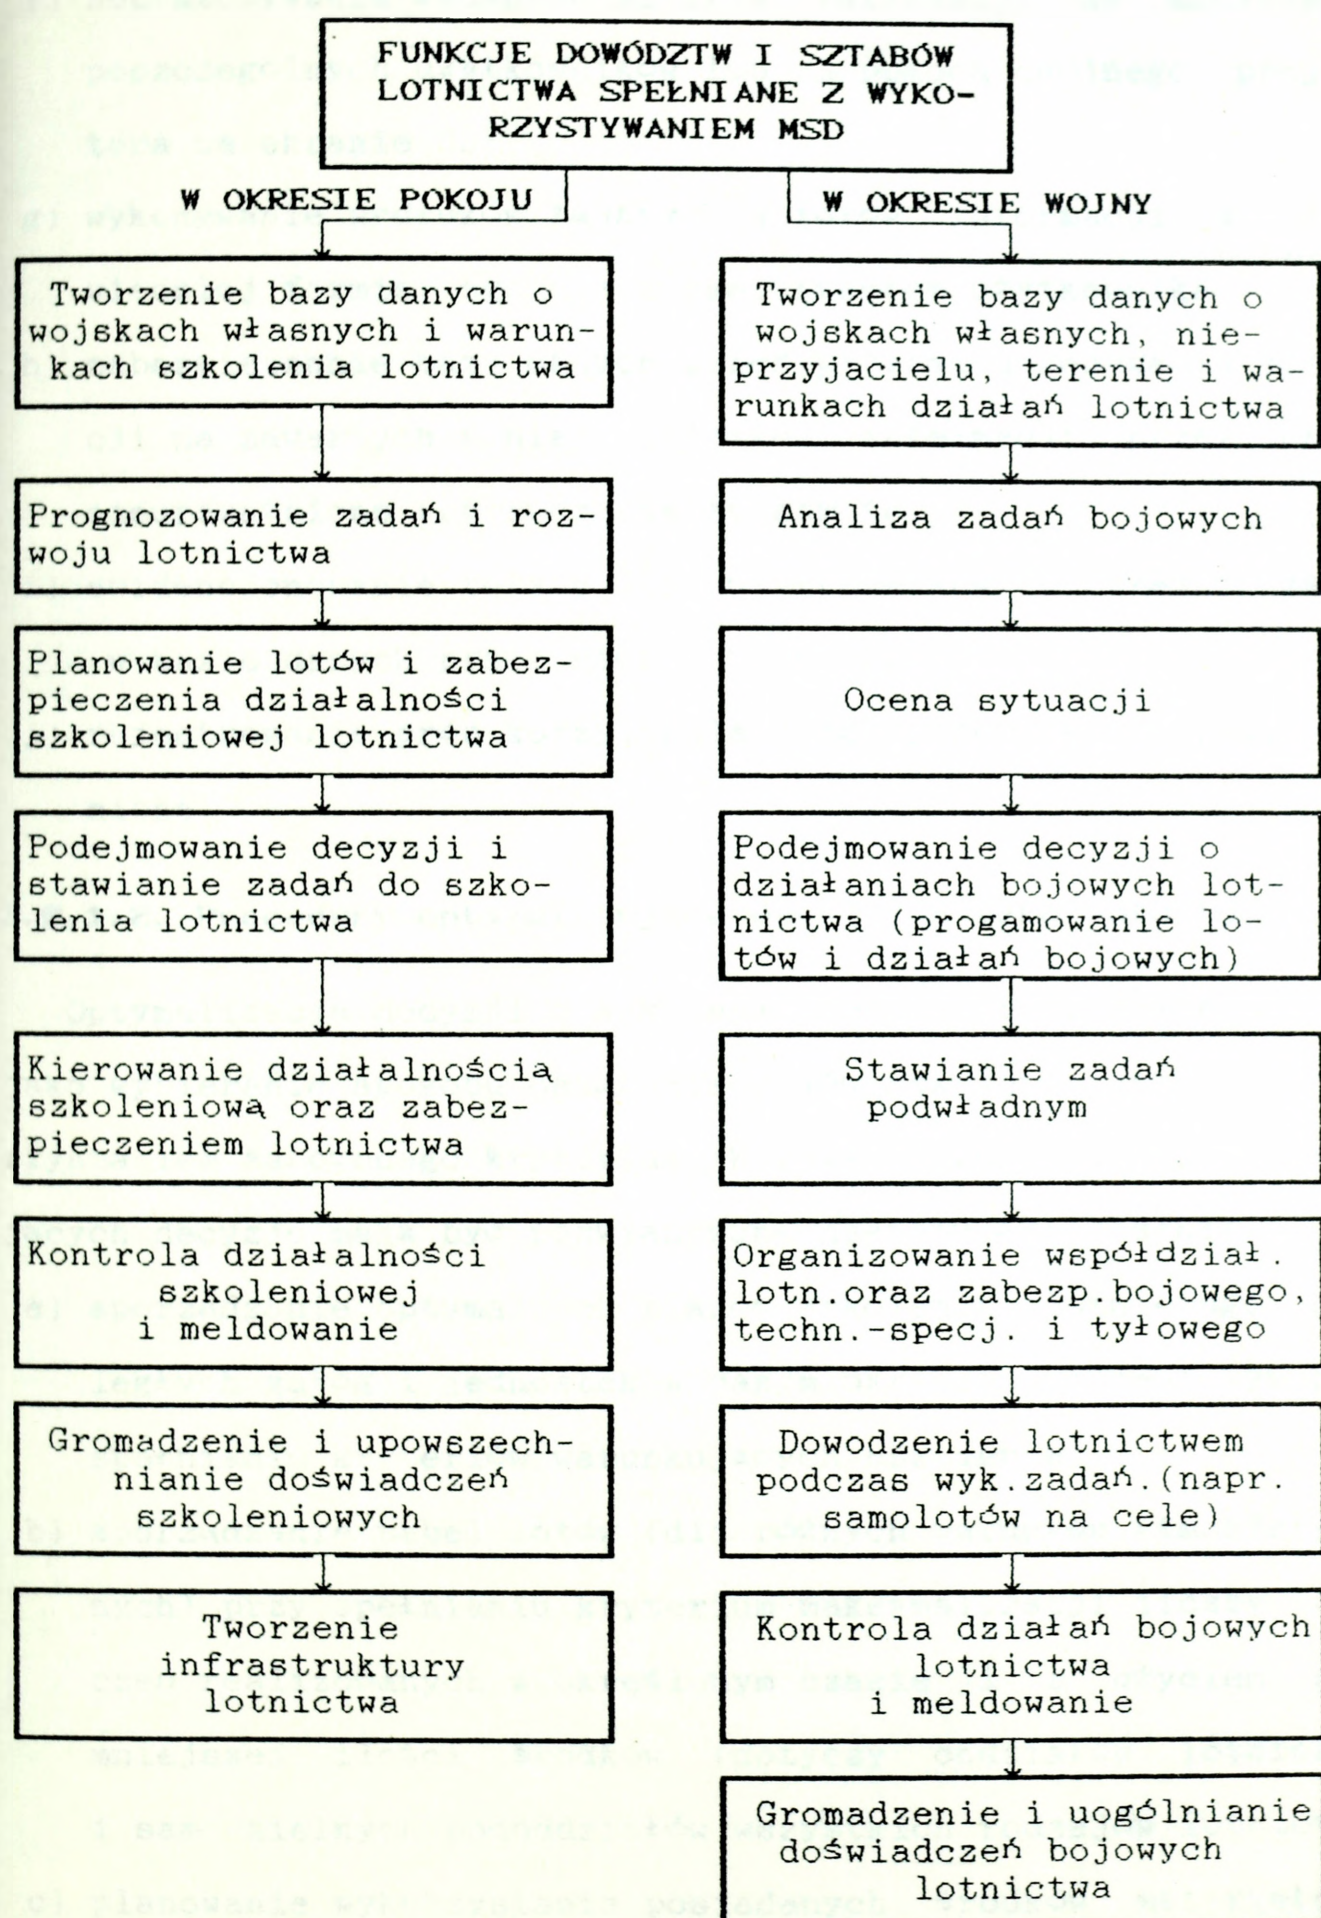 FUNKCJE DOWÓDZTW I SZTABÓW
LOTNICTWA SPEŁNIANE Z WYKO-
RZYSTYWANIEM MSD
W OKRESIE POKOJU
Tworzenie bazy danych o
wojskach własnych i warun-
kach szkolenia lotnictwa
Prognozowanie zadań i roz-
woju lotnictwa
Planowanie lotów i zabez-
pieczenia działalności
szkoleniowej lotnictwa
Podejmowanie decyzji i
stawianie zadań do szko-
lenia lotnictwa
Kierowanie działalnością
szkoleniową oraz zabez-
pieczeniem lotnictwa
Kontrola działalności
szkoleniowej
i meldowanie
Gromadzenie i upowszech-
nianie doświadczeń
szkoleniowych
Tworzenie
infrastruktury
lotnictwa
W OKRESIE WOJNY
Tworzenie bazy danych o
wojskach własnych, nie-
przyjacielu, terenie i wa-
runkach działań lotnictwa
Analiza zadań bojowych
Ocena sytuacji
Podejmowanie decyzji o
działaniach bojowych lot-
nictwa (progamowanie lo-
tów i działań bojowych)
Stawianie zadań
podwładnym
Organizowanie współdział.
lotn.oraz zabezp.bojowego,
techn.-specj. i tyłowego
Dowodzenie lotnictwem
podczas wyk.zadań.(napr.
samolotów na cele)
Kontrola działań bojowych
lotnictwa
i meldowanie
Gromadzenie i uogólnianie
doświadczeń bojowych
lotnictwa